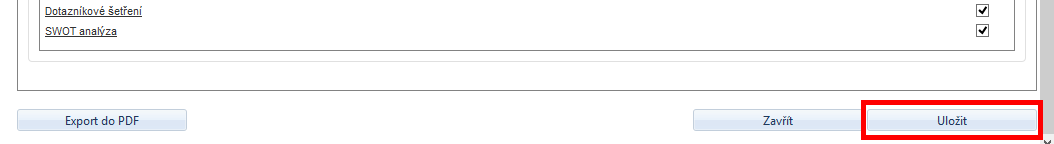 Dotazníkové šetření
SWOT analýza
Export do PDF Zavřít Uložit